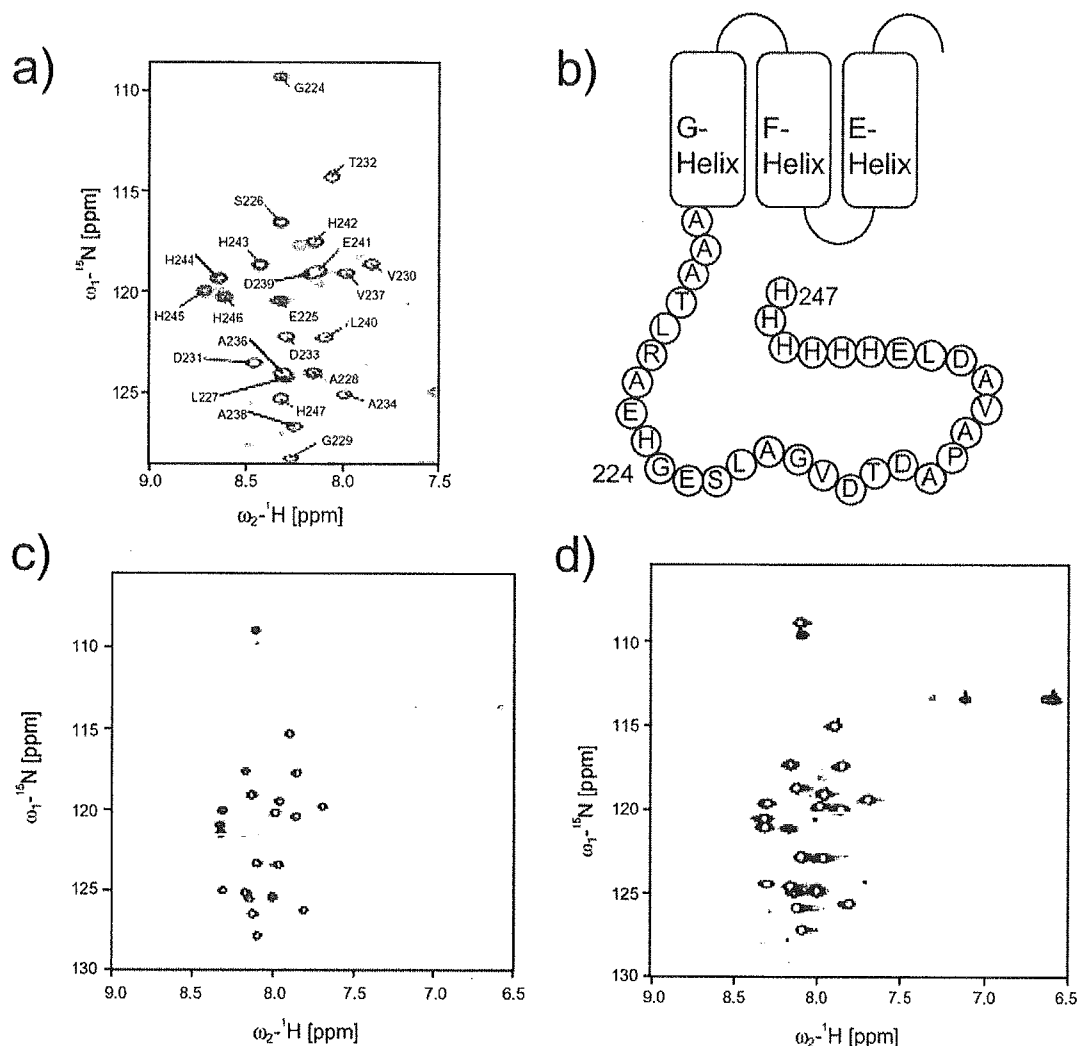 a)
110
115
120
125
9.0
8.5
8.0
7.5
ω₁-¹⁵N [ppm]
ω₂-¹H [ppm]
G224
T232
S226
H242
H243
E241
H244
V230
D239
V237
H245
H246
E225
L240
A236
D233
D231
A228
L227
H247
A234
A238
G229
b)
G-
Helix
F-
Helix
E-
Helix
A
A
A
T
L
R
A
E
H
224
G
E
S
L
A
G
V
D
T
D
A
P
A
V
A
D
L
E
H
H
H
H
H
H
247
c)
110
115
120
125
130
9.0
8.5
8.0
7.5
7.0
6.5
ω₁-¹⁵N [ppm]
ω₂-¹H [ppm]
d)
110
115
120
125
130
9.0
8.5
8.0
7.5
7.0
6.5
ω₁-¹⁵N [ppm]
ω₂-¹H [ppm]